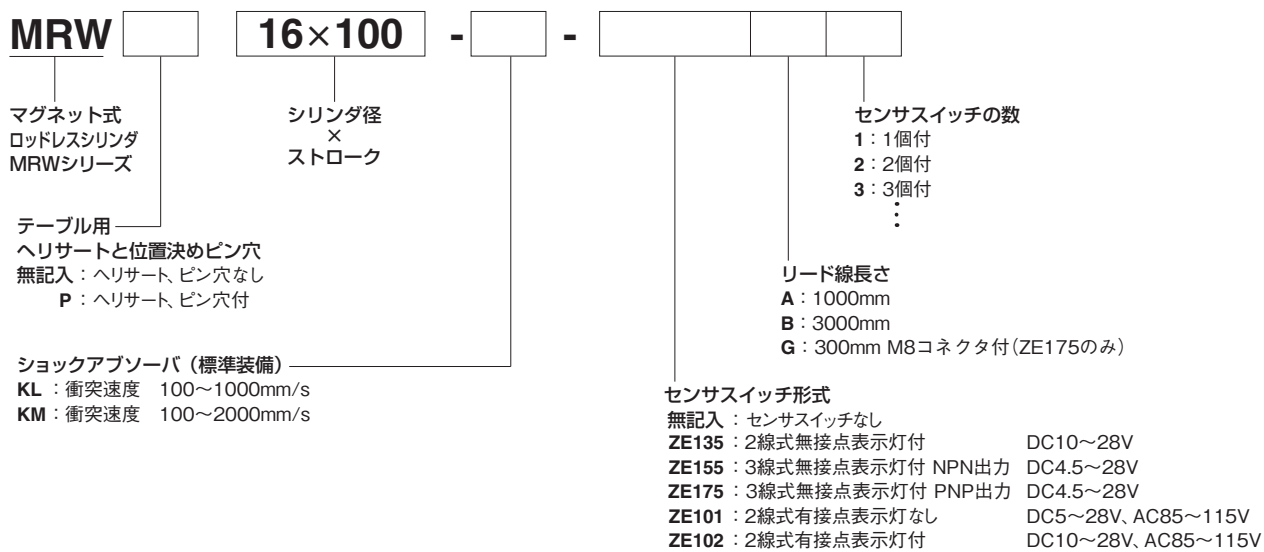 MRW 16×100 - -
マグネット式
ロッドレスシリンダ
MRWシリーズ
シリンダ径
×
ストローク
センサスイッチの数
1：1個付
2：2個付
3：3個付
⋮
テーブル用
ヘリサートと位置決めピン穴
無記入：ヘリサート、ピン穴なし
P：ヘリサート、ピン穴付
リード線長さ
A：1000mm
B：3000mm
G：300mm M8コネクタ付（ZE175のみ）
ショックアブソーバ（標準装備）
KL：衝突速度 100～1000mm/s
KM：衝突速度 100～2000mm/s
センサスイッチ形式
無記入：センサスイッチなし
ZE135：2線式無接点表示灯付 DC10～28V
ZE155：3線式無接点表示灯付 NPN出力 DC4.5～28V
ZE175：3線式無接点表示灯付 PNP出力 DC4.5～28V
ZE101：2線式有接点表示灯なし DC5～28V、AC85～115V
ZE102：2線式有接点表示灯付 DC10～28V、AC85～115V